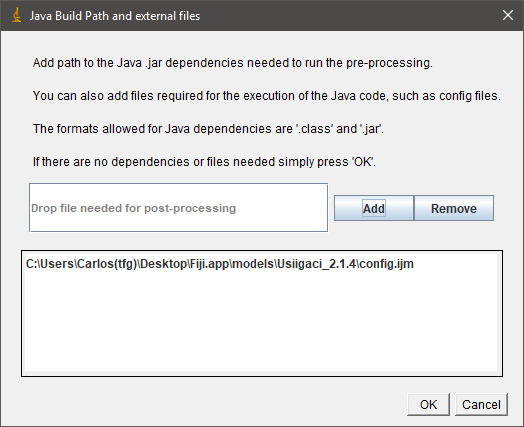 Java Build Path and external files
Add path to the Java .jar dependencies needed to run the pre-processing.
You can also add files required for the execution of the Java code, such as config files.
The formats allowed for Java dependencies are '.class' and '.jar'.
If there are no dependencies or files needed simply press 'OK'.
Drop file needed for post-processing
Add
Remove
C:\Users\Carlos(tfg)\Desktop\Fiji.app\models\Usiigaci_2.1.4\config.ijm
OK
Cancel